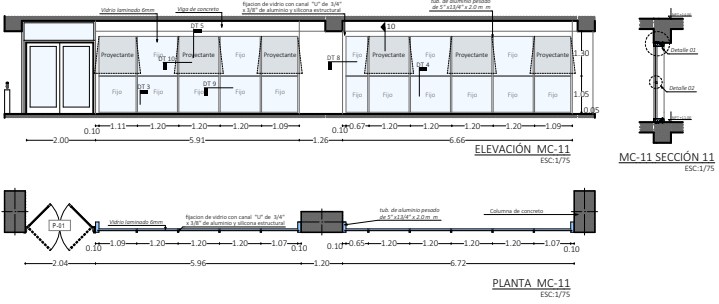 Vidrio laminado 6mm
Viga de concreto
fijacion de vidrio con canal "U" de 3/4"
x 3/8" de aluminio y silicona estructural
tub. de aluminio pesado
de 5" x13/4" x 2.0 m m
DT 5
10
Proyectante Fijo Proyectante Fijo Proyectante
Fijo Proyectante Fijo Proyectante Fijo Proyectante
DT 10
DT 8
DT 4
1.30
Fijo Fijo Fijo Fijo Fijo
Fijo Fijo Fijo Fijo Fijo Fijo
DT 3
DT 9
1.05
0.05
0.10 1.11 1.20 1.20 1.20 1.09 0.10 0.67 1.20 1.20 1.20 1.20 1.09
2.00 5.91 1.26 6.66
ELEVACIÓN MC-11
ESC:1/75
Detalle 01
Detalle 02
MC-11 SECCIÓN 11
ESC:1/75
P-01
Vidrio laminado 6mm
fijacion de vidrio con canal "U" de 3/4"
x 3/8" de aluminio y silicona estructural
tub. de aluminio pesado
de 5" x13/4" x 2.0 m m
Columna de concreto
0.10 1.09 1.20 1.20 1.20 1.07 0.10 0.10 0.65 1.20 1.20 1.20 1.20 1.07 0.10
2.04 5.96 1.20 6.72
PLANTA MC-11
ESC:1/75